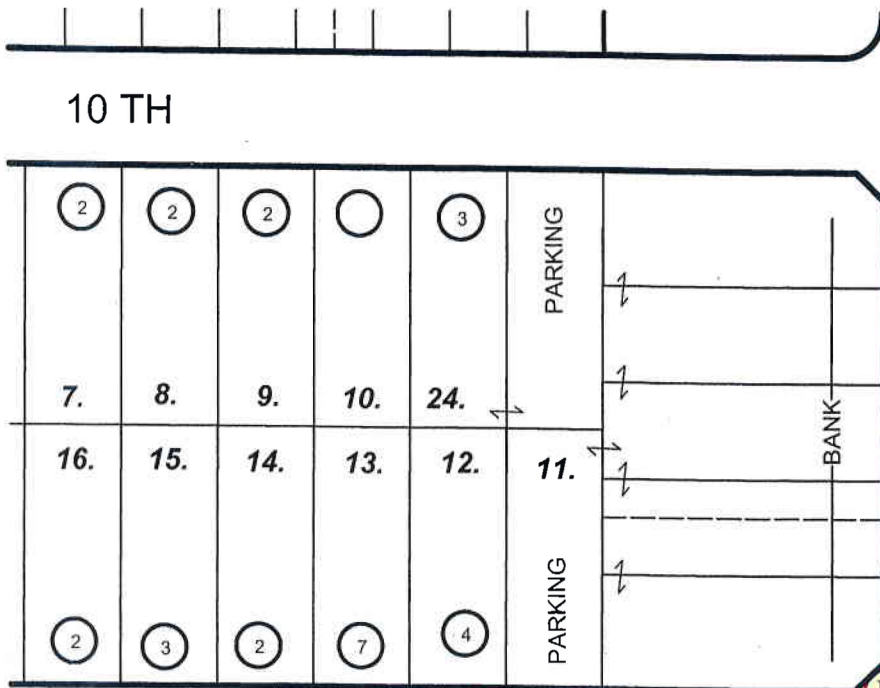 10 TH
2 2 2 3
PARKING
7. 8. 9. 10. 24.
16. 15. 14. 13. 12. 11.
BANK
PARKING
2 3 2 7 4